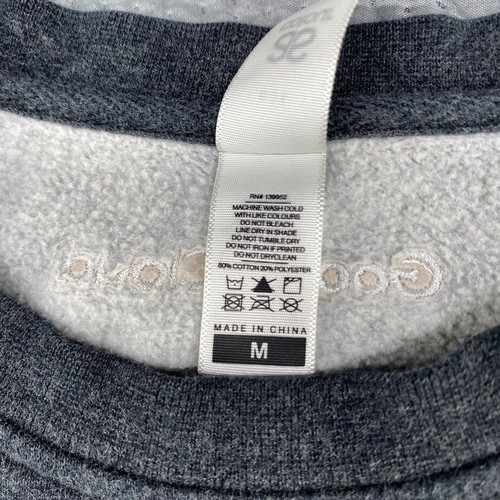 RN# 139952
MACHINE WASH COLD
WITH LIKE COLOURS
DO NOT BLEACH
LINE DRY IN SHADE
DO NOT TUMBLE DRY
DO NOT IRON IF PRINTED
DO NOT DRYCLEAN
80% COTTON 20% POLYESTER
MADE IN CHINA
M